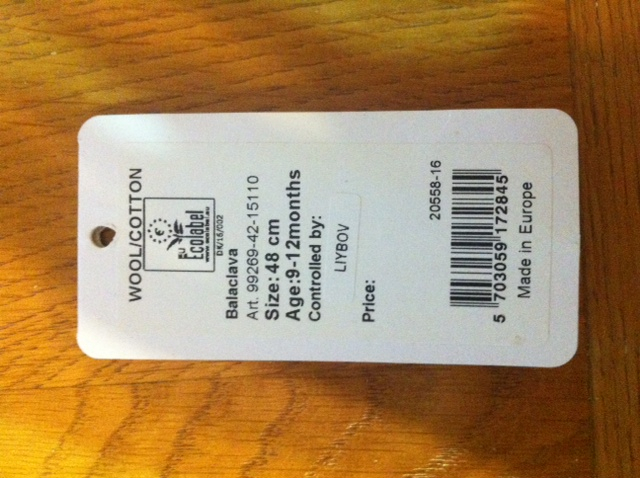 WOOL/COTTON
EU
Ecolabel
www.ecolabel.eu
DK/16/002
Balaclava
Art. 99269-42-15110
Size: 48 cm
Age:9-12months
Controlled by:
LIYBOV
Price:
20558-16
5 703059 172845
Made in Europe